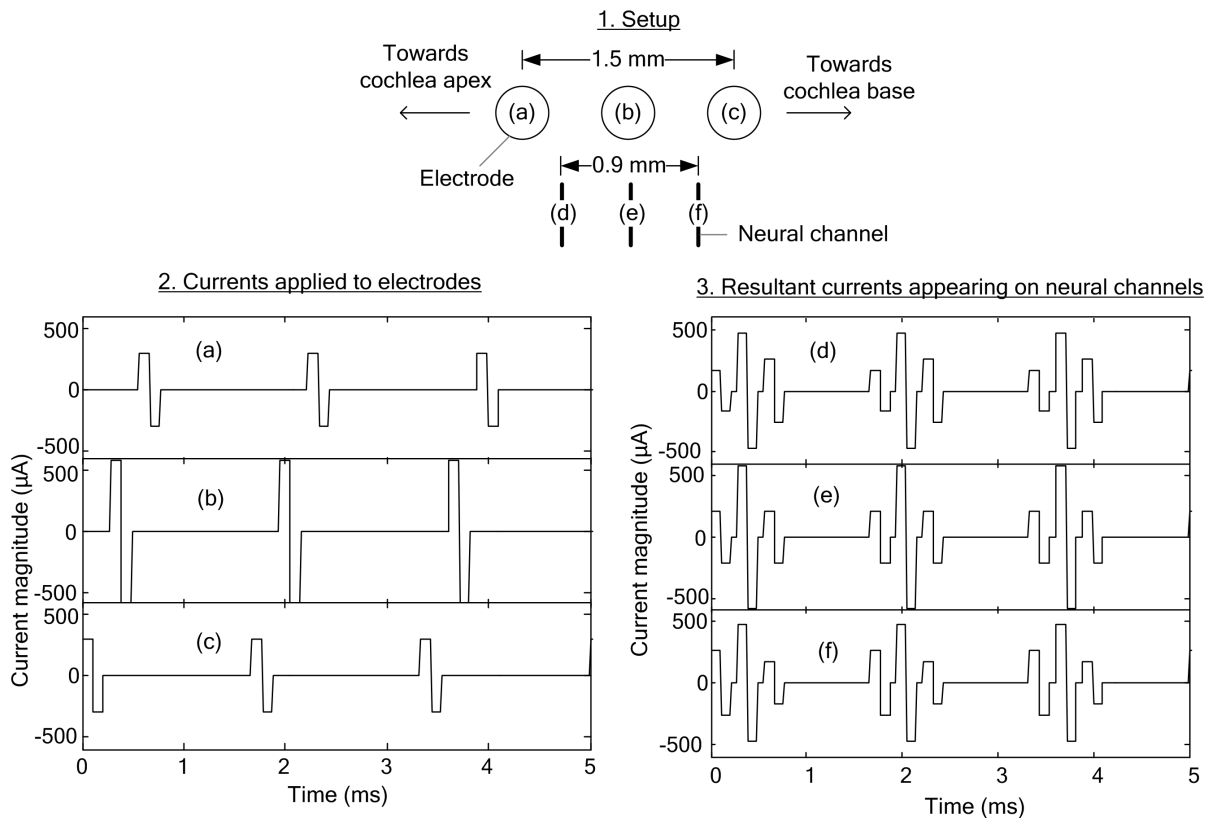 1. Setup
Towards
cochlea apex
1.5 mm
Towards
cochlea base
(a)
(b)
(c)
Electrode
0.9 mm
(d)
(e)
(f)
Neural channel
2. Currents applied to electrodes
Current magnitude (µA)
500
0
-500
(a)
500
0
-500
(b)
500
0
-500
(c)
0
1
2
3
4
5
Time (ms)
3. Resultant currents appearing on neural channels
Current magnitude (µA)
500
0
-500
(d)
500
0
(e)
500
0
-500
(f)
0
1
2
3
4
5
Time (ms)